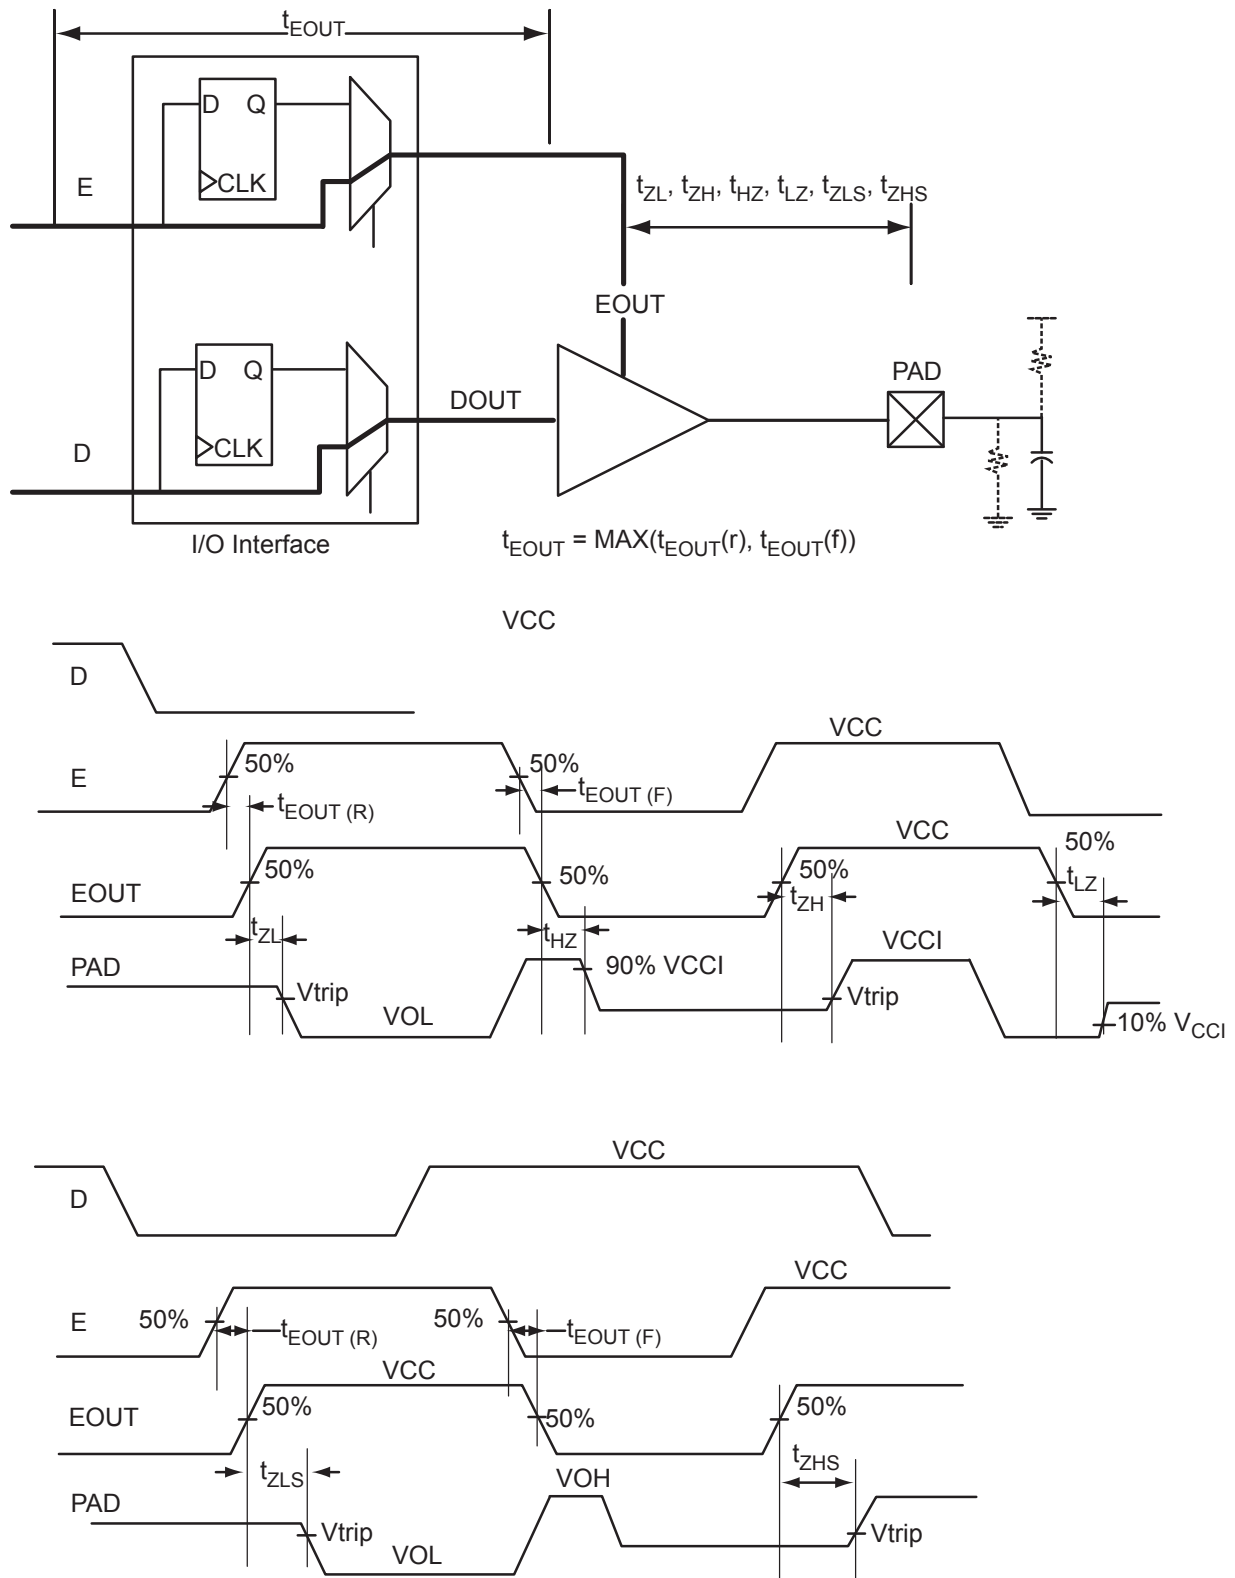 tEOUT
D Q
CLK
E
tZL, tZH, tHZ, tLZ, tZLS, tZHS
EOUT
D Q
CLK
DOUT
PAD
D
I/O Interface
tEOUT = MAX(tEOUT(r), tEOUT(f))
VCC
D
VCC
E
50%
50%
tEOUT (R)
tEOUT (F)
VCC
50%
EOUT
50%
50%
50%
tLZ
tZH
tZL
tHZ
VCCI
PAD
90% VCCI
Vtrip
Vtrip
VOL
10% VCCI
VCC
D
VCC
E
50%
50%
tEOUT (R)
tEOUT (F)
VCC
EOUT
50%
50%
50%
tZLS
tZHS
VOH
PAD
Vtrip
Vtrip
VOL